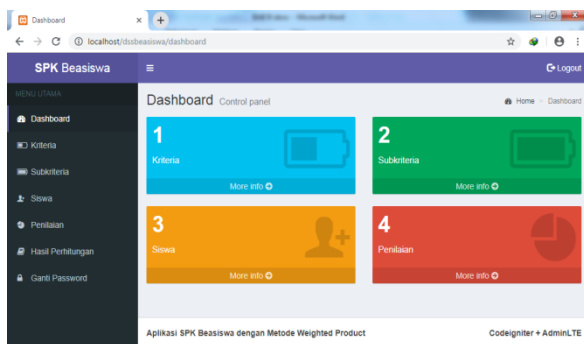 Dashboard
localhost/dssbeasiswa/dashboard
SPK Beasiswa
Logout
MENU UTAMA
Dashboard
Kriteria
Subkriteria
Siswa
Penilaian
Hasil Perhitungan
Ganti Password
Dashboard Control panel
Home > Dashboard
1
Kriteria
More info
2
Subkriteria
More info
3
Siswa
More info
4
Penilaian
More info
Aplikasi SPK Beasiswa dengan Metode Weighted Product
Codeigniter + AdminLTE